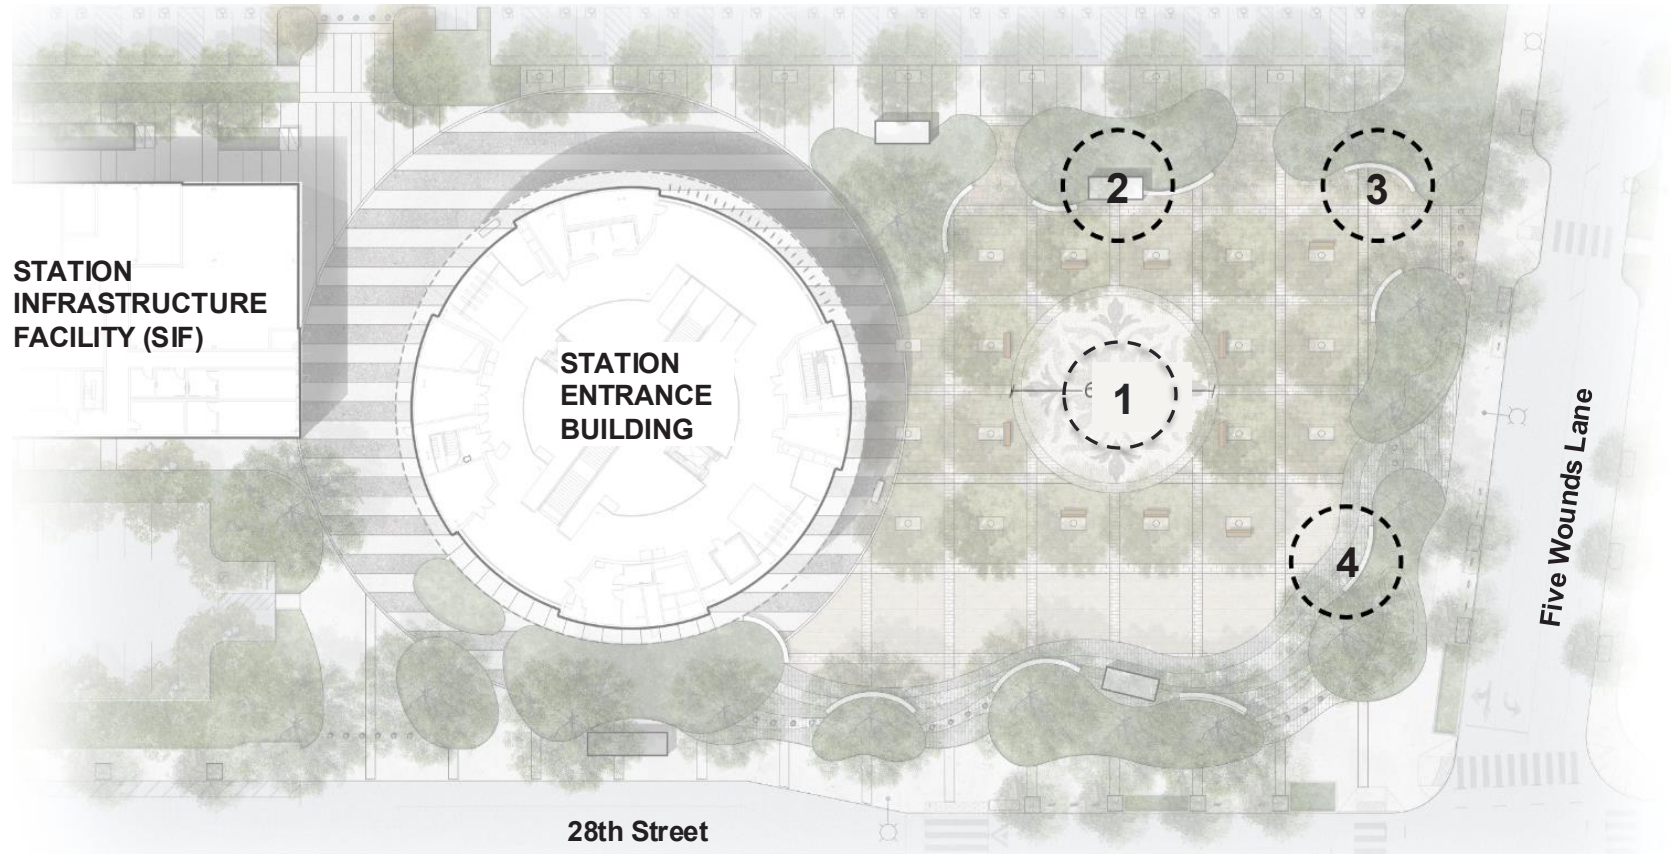 2
3
STATION
INFRASTRUCTURE
FACILITY (SIF)
STATION
ENTRANCE
BUILDING
1
4
Five Wounds Lane
28th Street